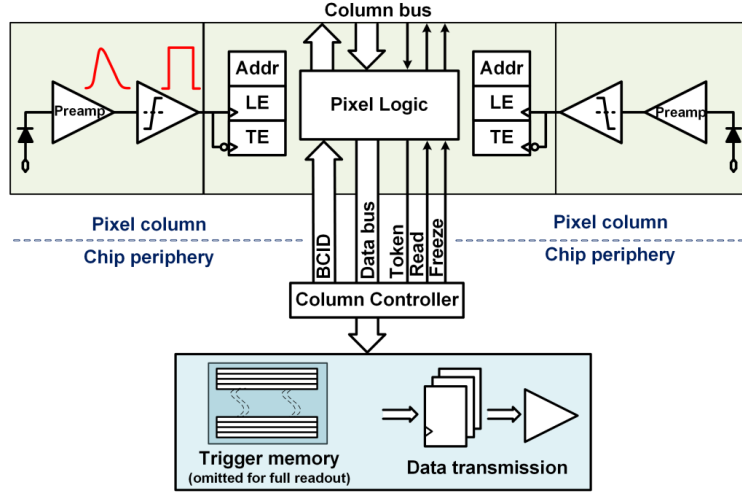 Column bus
Addr
LE
TE
Preamp
Pixel Logic
Addr
LE
TE
Preamp
Pixel column
Chip periphery
BCID
Data bus
Token
Read
Freeze
Pixel column
Chip periphery
Column Controller
Trigger memory
(omitted for full readout)
Data transmission